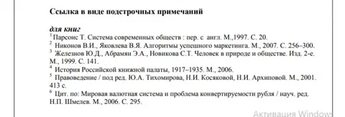 Ссылка в виде подстрочных примечаний
для книг
1 Парсонс Т. Система современных обществ : пер. с англ. М.,1997. С. 20.
2 Никонов В.И., Яковлева В.Я. Алгоритмы успешного маркетинга. М., 2007. С. 256–300.
3 Железнов Ю.Д., Абрамян Э.А., Новикова С.Т. Человек в природе и обществе. Изд. 2-е.
М., 1999. С. 141.
4 История Российской книжной палаты, 1917–1935. М., 2006.
5 Правоведение / под ред. Ю.А. Тихомирова, И.И. Косяковой, Н.И. Архиповой. М., 2001.
413 с.
6 Цит. по: Мировая валютная система и проблема конвертируемости рубля / науч. ред.
Н.П. Шмелев. М., 2006. С. 295.
Активация Window